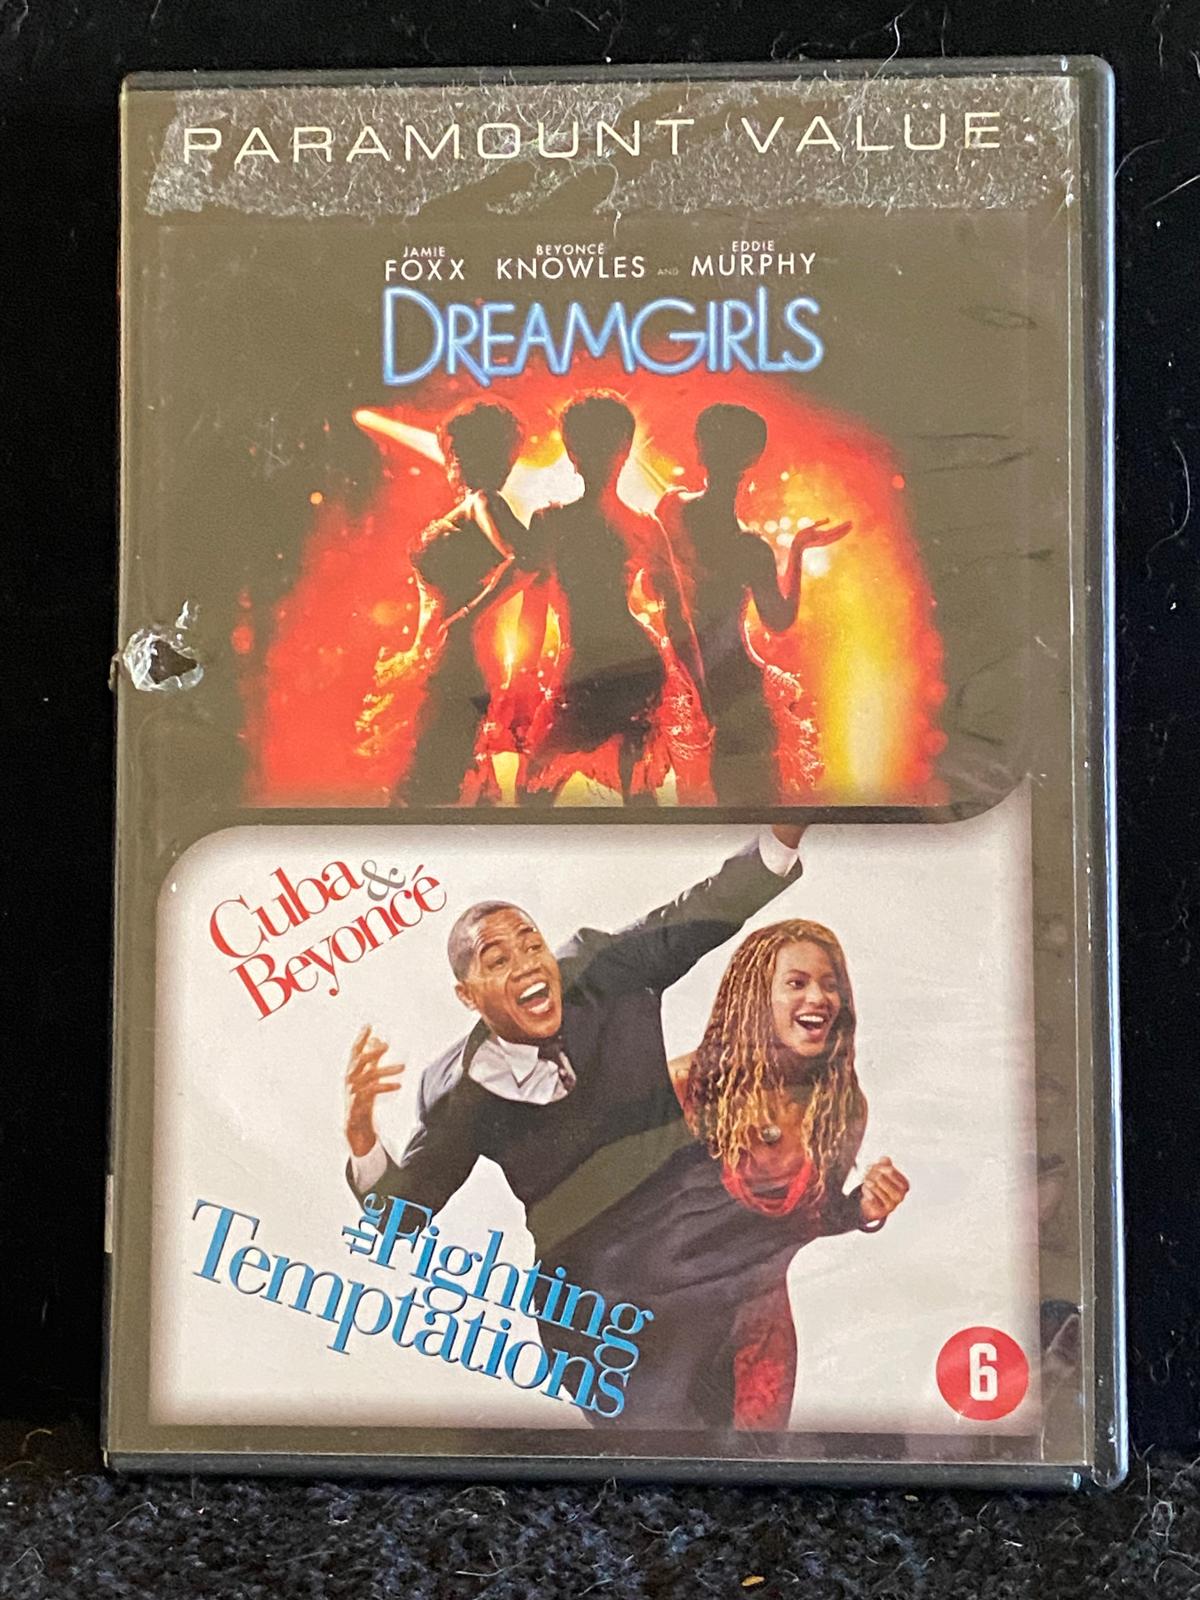 PARAMOUNT VALUE
JAMIE BEYONCÉ EDDIE
FOXX KNOWLES AND MURPHY
DREAMGIRLS
Cuba &
Beyoncé
the Fighting
Temptations
6